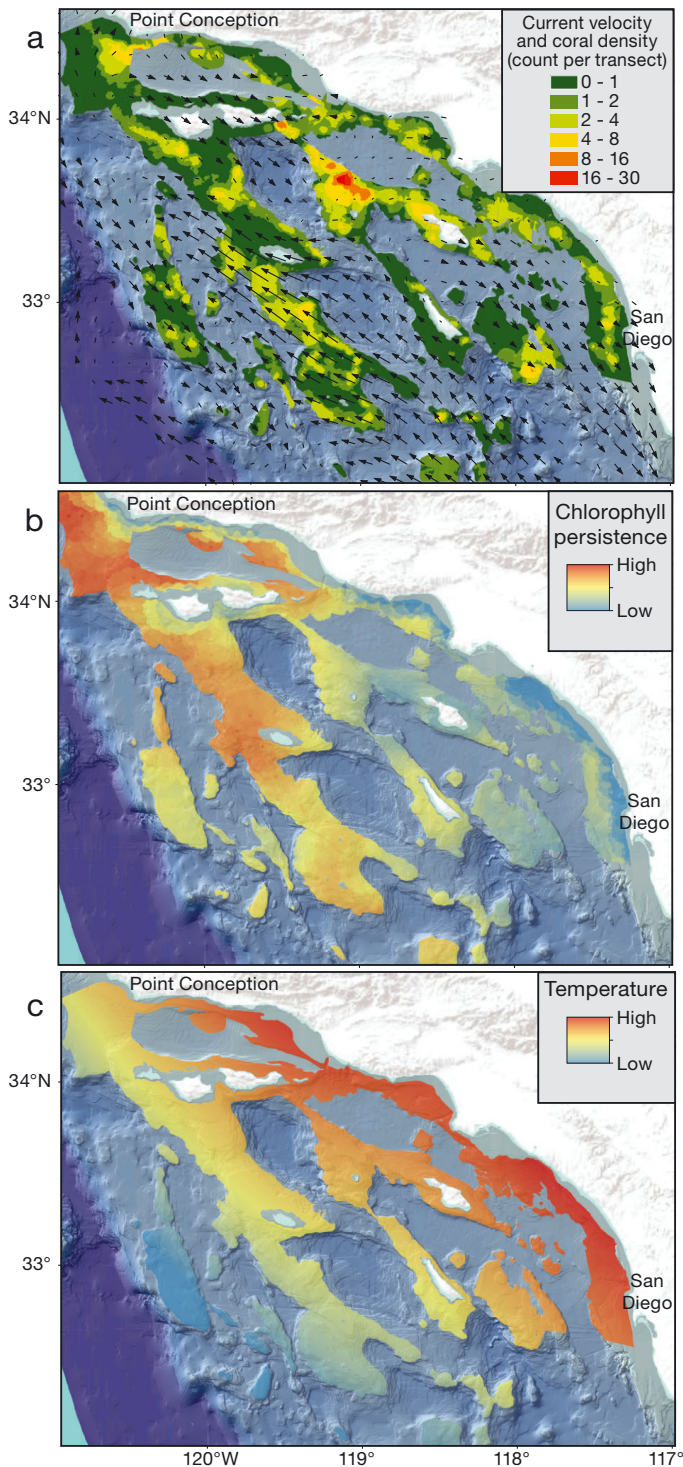 a
Point Conception
Current velocity
and coral density
(count per transect)
0 - 1
1 - 2
2 - 4
4 - 8
8 - 16
16 - 30
34°N
33°
San
Diego
b
Point Conception
Chlorophyll
persistence
High
Low
34°N
33°
San
Diego
c
Point Conception
Temperature
High
Low
34°N
33°
San
Diego
120°W
119°
118°
117°